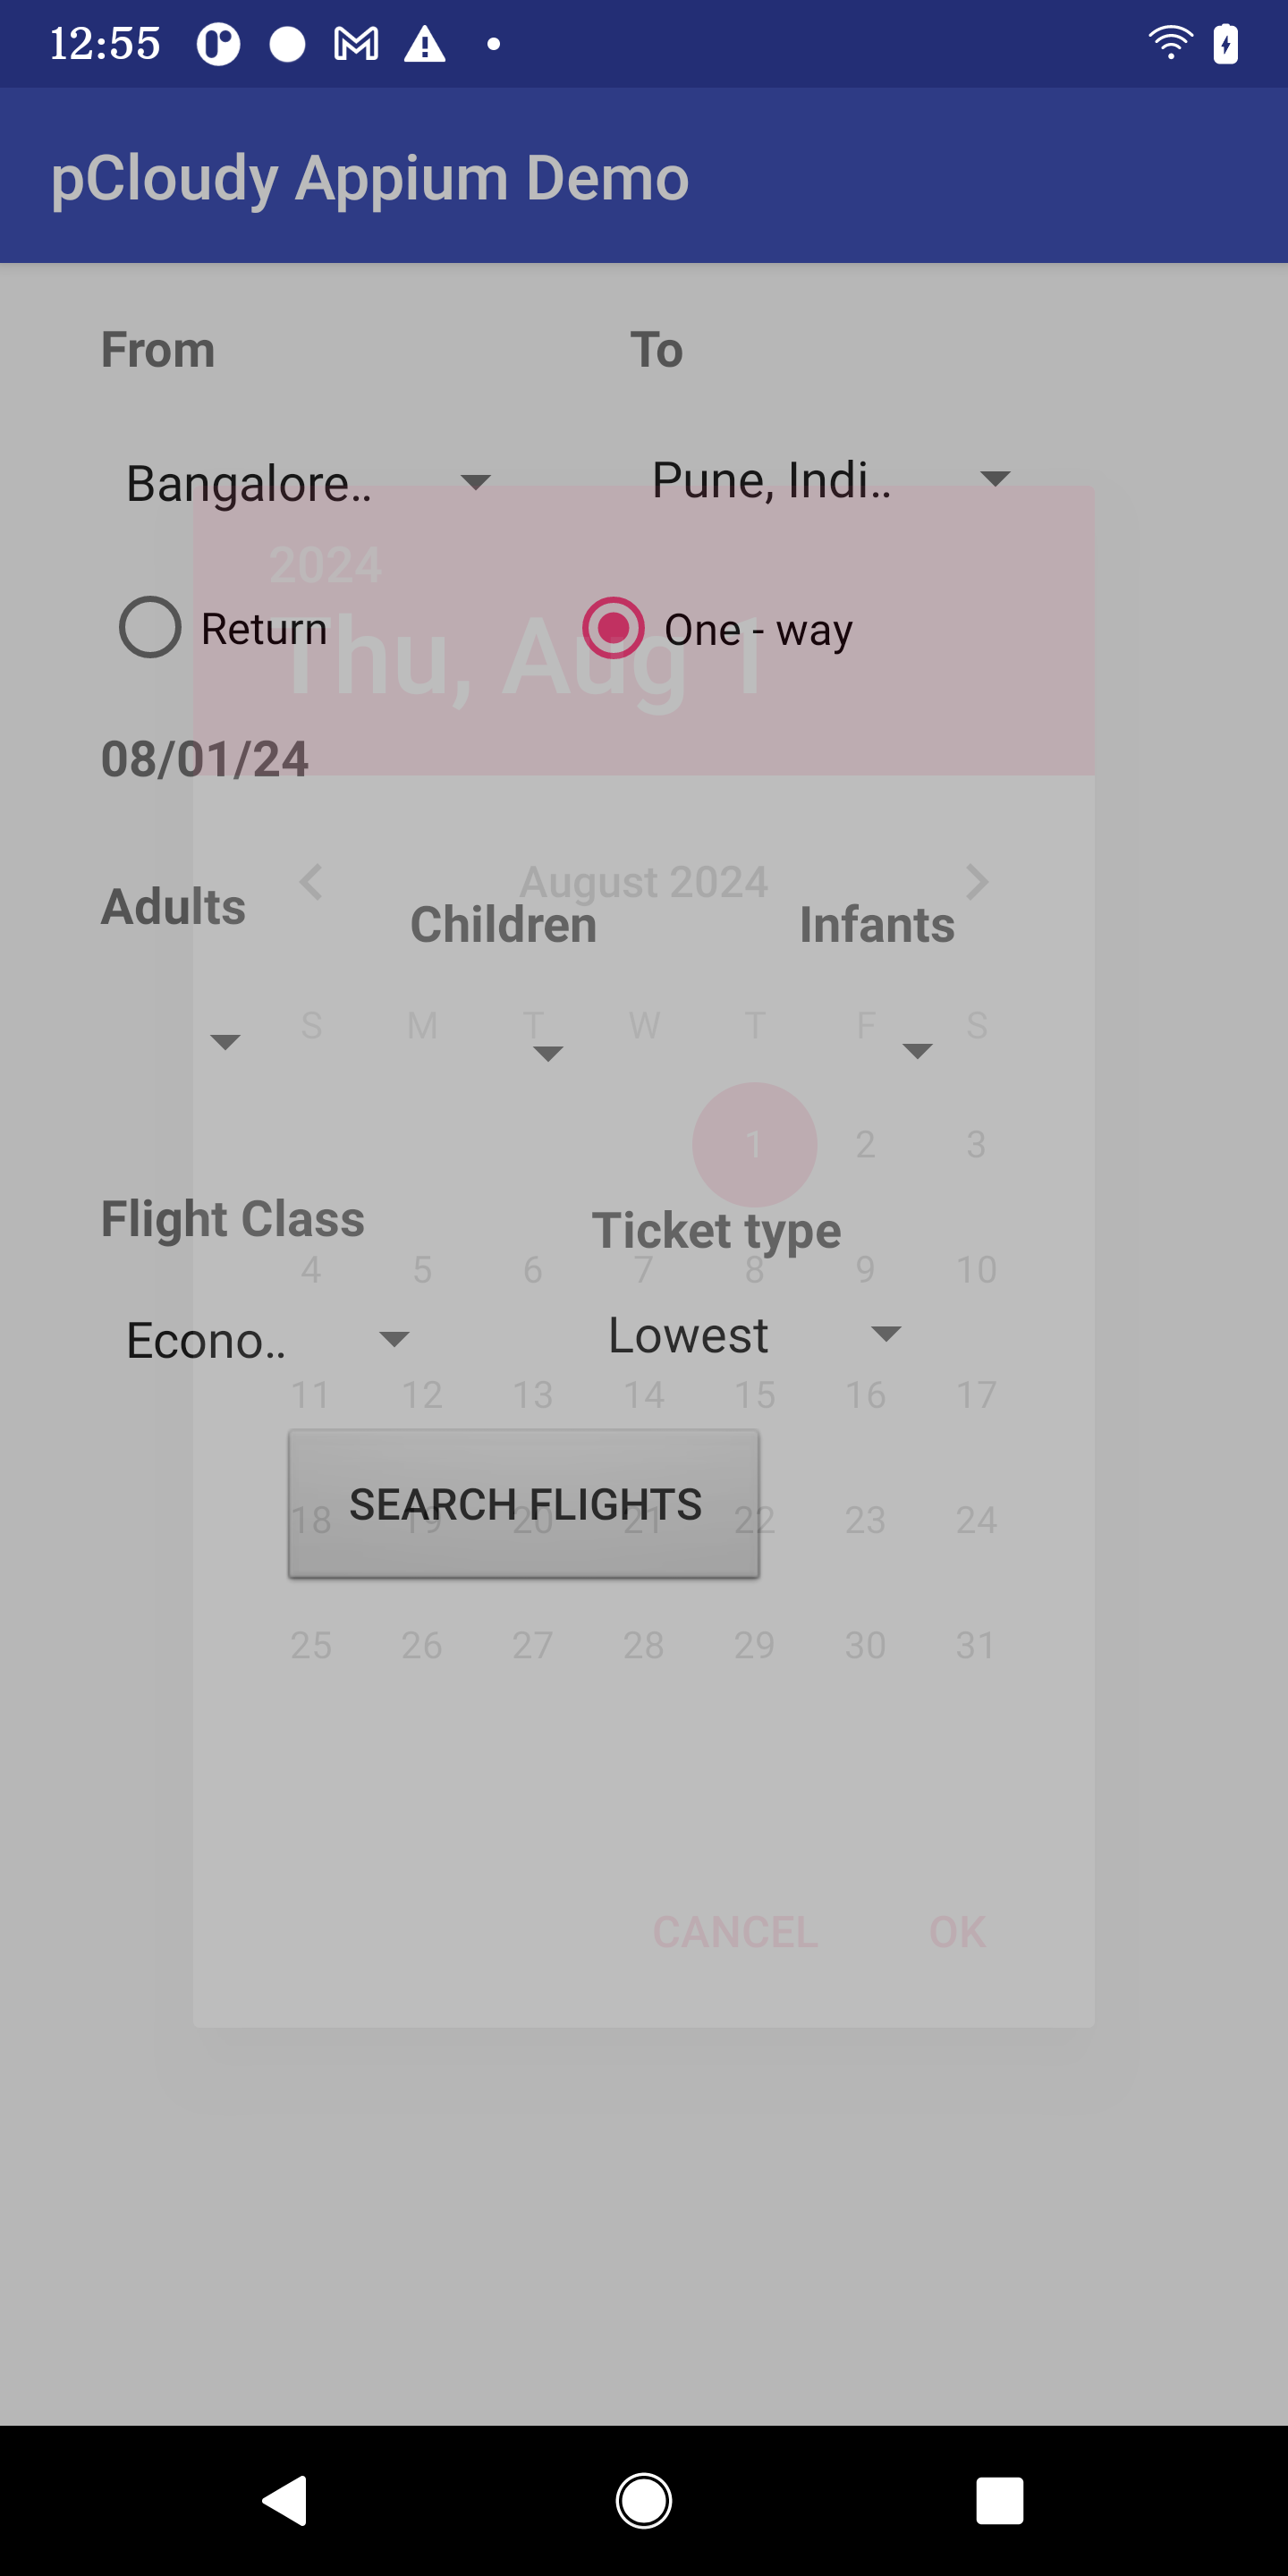 12:55
pCloudy Appium Demo
From To
Bangalore.. Pune, Indi..
2024
Return One - way
Thu, Aug 1
08/01/24
August 2024
Adults Children Infants
S M T W T F S
1 2 3
Flight Class Ticket type
4 5 6 7 8 9 10
Econo.. Lowest
11 12 13 14 15 16 17
SEARCH FLIGHTS
18 19 20 21 22 23 24
25 26 27 28 29 30 31
CANCEL OK